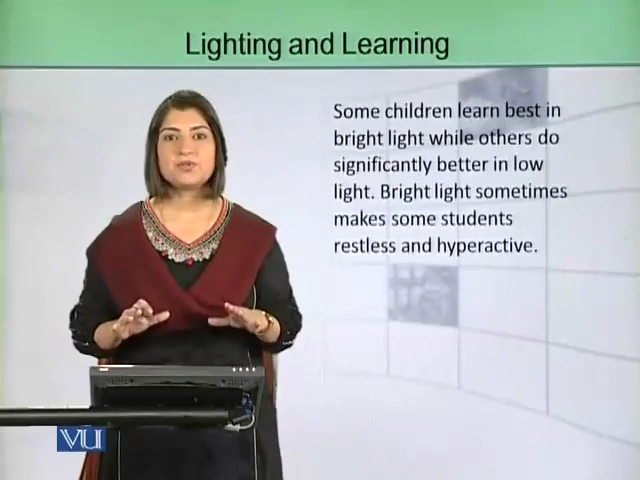 Lighting and Learning
Some children learn best in
bright light while others do
significantly better in low
light. Bright light sometimes
makes some students
restless and hyperactive.
VU